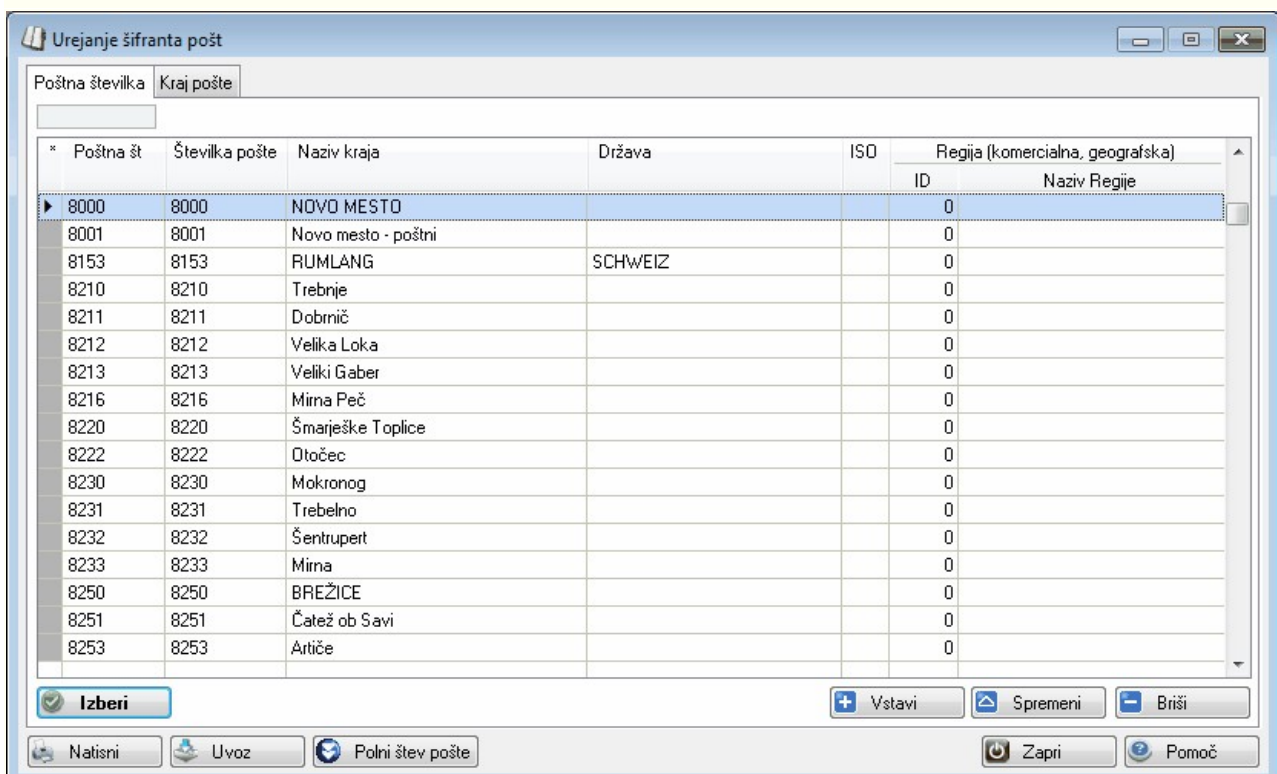 Urejanje šifranta pošt
Poštna številka Kraj pošte
* Poštna št Številka pošte Naziv kraja Država ISO Regija (komercialna, geografska)
ID Naziv Regije
8000 8000 NOVO MESTO 0
8001 8001 Novo mesto - poštni 0
8153 8153 RUMLANG SCHWEIZ 0
8210 8210 Trebnje 0
8211 8211 Dobrnič 0
8212 8212 Velika Loka 0
8213 8213 Veliki Gaber 0
8216 8216 Mirna Peč 0
8220 8220 Šmarješke Toplice 0
8222 8222 Otočec 0
8230 8230 Mokronog 0
8231 8231 Trebelno 0
8232 8232 Šentrupert 0
8233 8233 Mirna 0
8250 8250 BREŽICE 0
8251 8251 Čatež ob Savi 0
8253 8253 Artiče 0
Izberi Vstavi Spremeni Briši
Natisni Uvoz Polni štev pošte Zapri Pomoč